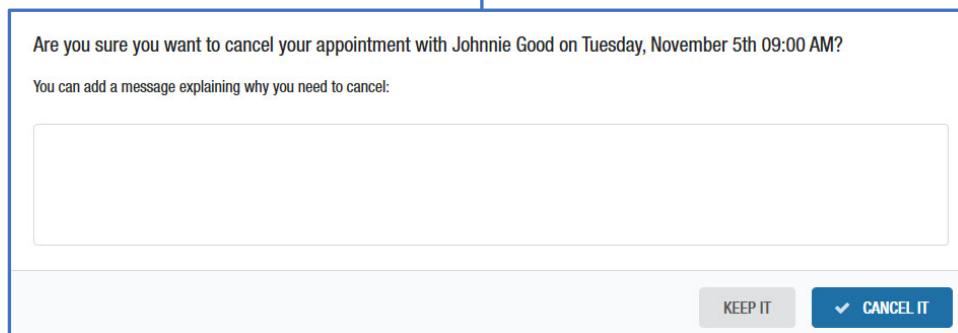 Are you sure you want to cancel your appointment with Johnnie Good on Tuesday, November 5th 09:00 AM?
You can add a message explaining why you need to cancel:
KEEP IT
CANCEL IT